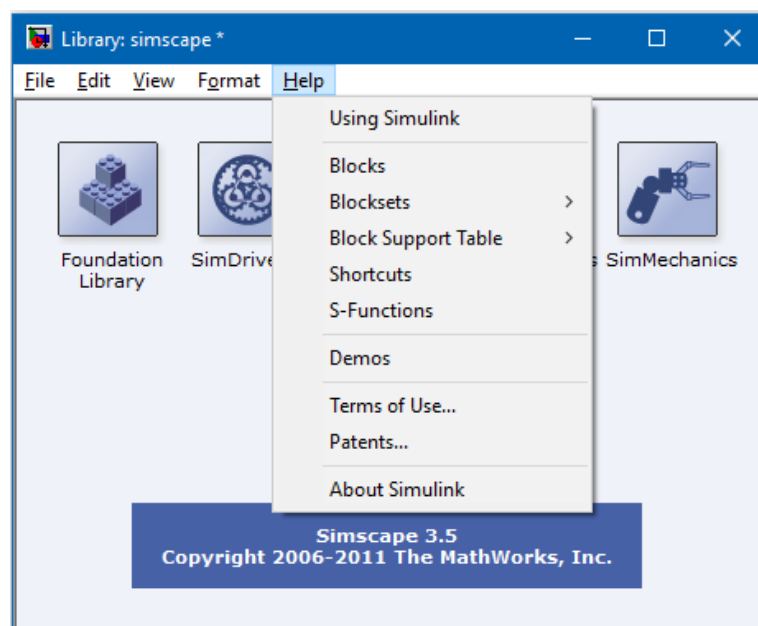 Library: simscape *
File Edit View Format Help
Using Simulink
Blocks
Blocksets
Block Support Table
Shortcuts
S-Functions
Demos
Terms of Use...
Patents...
About Simulink
Foundation
Library
SimMechanics
Simscape 3.5
Copyright 2006-2011 The MathWorks, Inc.